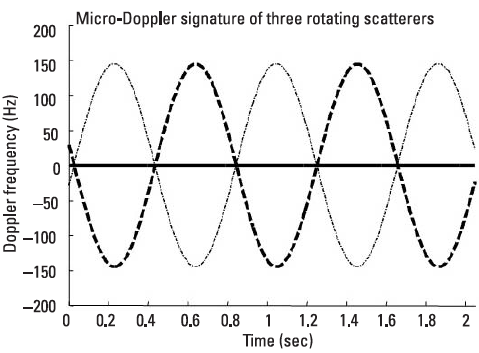 Micro-Doppler signature of three rotating scatterers
Doppler frequency (Hz)
200
150
100
50
0
−50
−100
−150
−200
0 0.2 0.4 0.6 0.8 1 1.2 1.4 1.6 1.8 2
Time (sec)